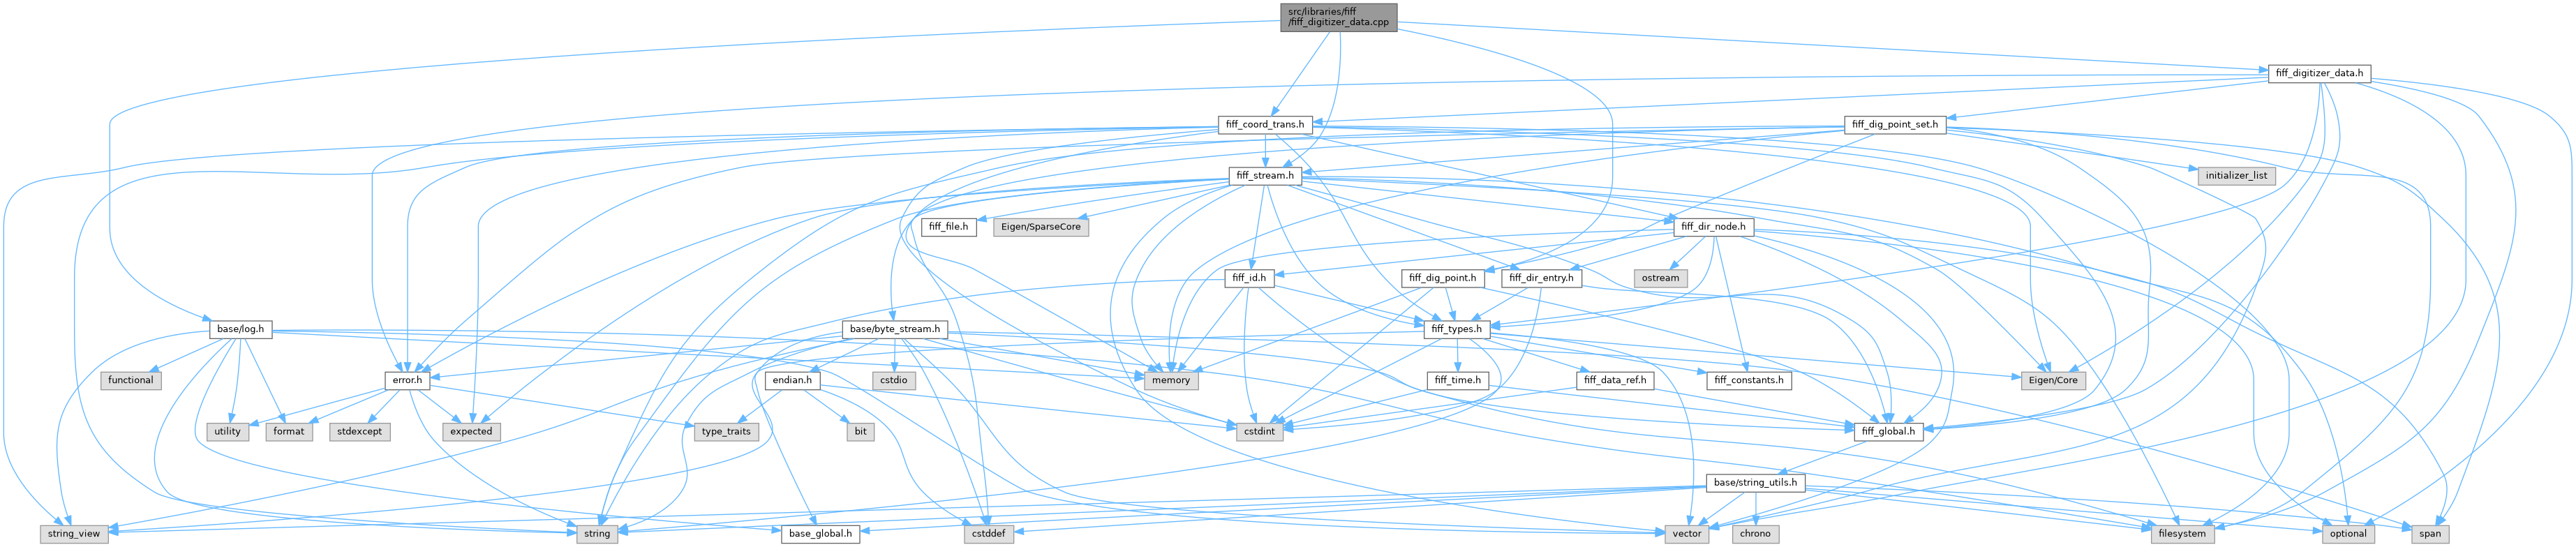 src/libraries/fiff
/fiff_digitizer_data.cpp
fiff_digitizer_data.h
fiff_coord_trans.h
fiff_dig_point_set.h
fiff_stream.h
initializer_list
fiff_file.h
Eigen/SparseCore
fiff_dir_node.h
fiff_id.h
fiff_dig_point.h
fiff_dir_entry.h
ostream
base/log.h
base/byte_stream.h
fiff_types.h
functional
error.h
endian.h
cstdio
memory
fiff_time.h
fiff_data_ref.h
fiff_constants.h
Eigen/Core
utility
format
stdexcept
expected
type_traits
bit
cstdint
fiff_global.h
base/string_utils.h
string_view
string
base_global.h
cstddef
vector
chrono
filesystem
optional
span